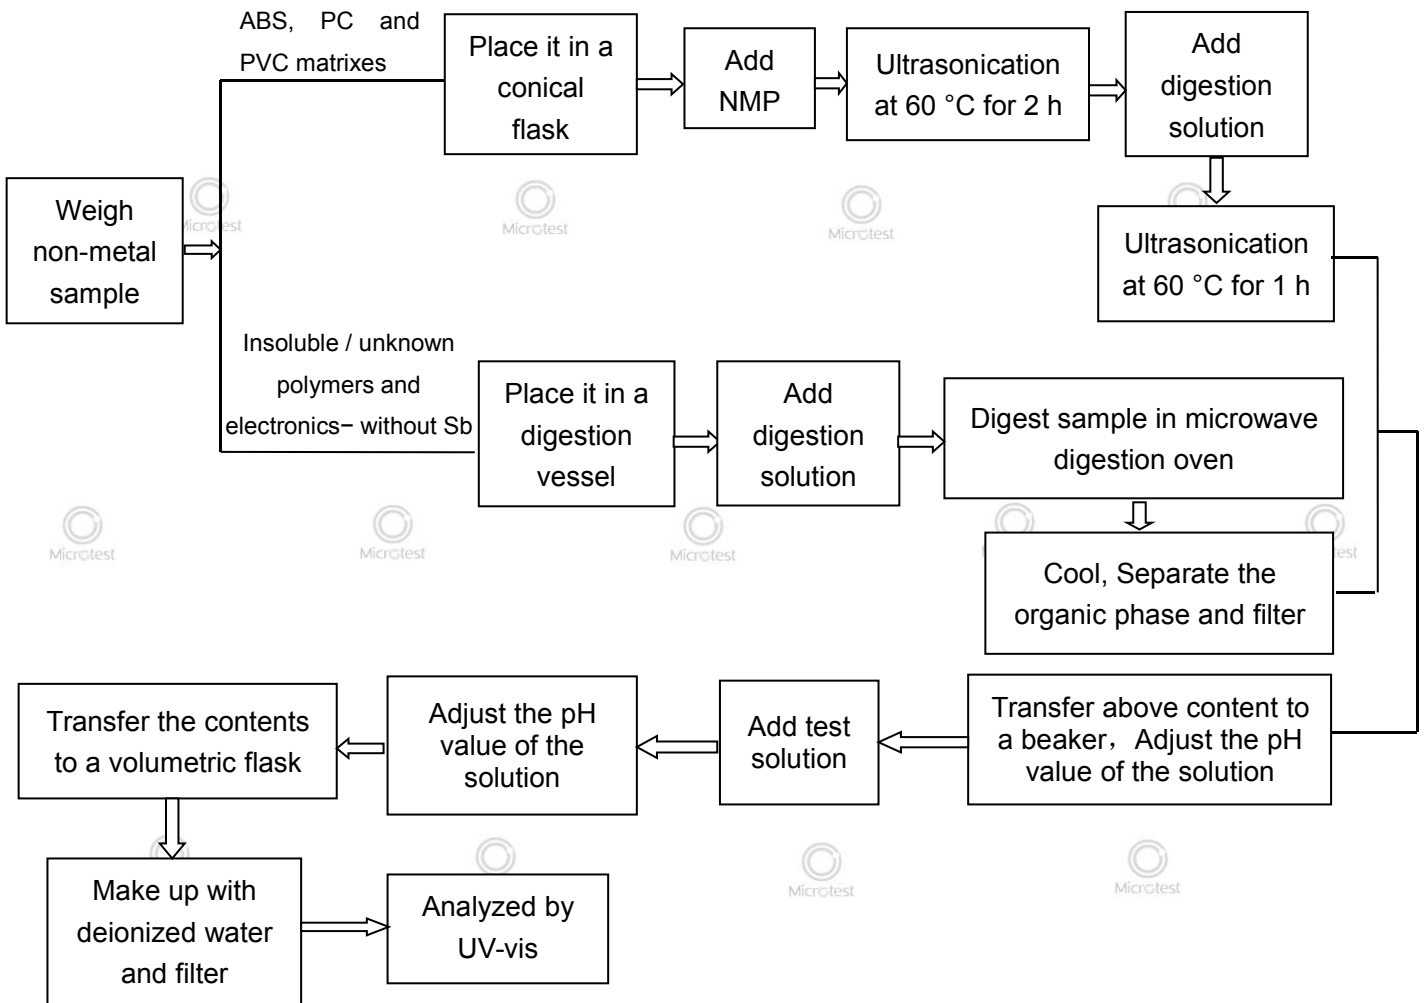 ABS, PC and
PVC matrixes
Place it in a
conical
flask
Add
NMP
Ultrasonication
at 60 °C for 2 h
Add
digestion
solution
Weigh
non-metal
sample
Microtest
Microtest
Microtest
Ultrasonication
at 60 °C for 1 h
Insoluble / unknown
polymers and
electronics− without Sb
Place it in a
digestion
vessel
Add
digestion
solution
Digest sample in microwave
digestion oven
Microtest
Microtest
Microtest
Cool, Separate the
organic phase and filter
Transfer above content to
a beaker，Adjust the pH
value of the solution
Add test
solution
Adjust the pH
value of the
solution
Transfer the contents
to a volumetric flask
Make up with
deionized water
and filter
Analyzed by
UV-vis
Microtest
Microtest